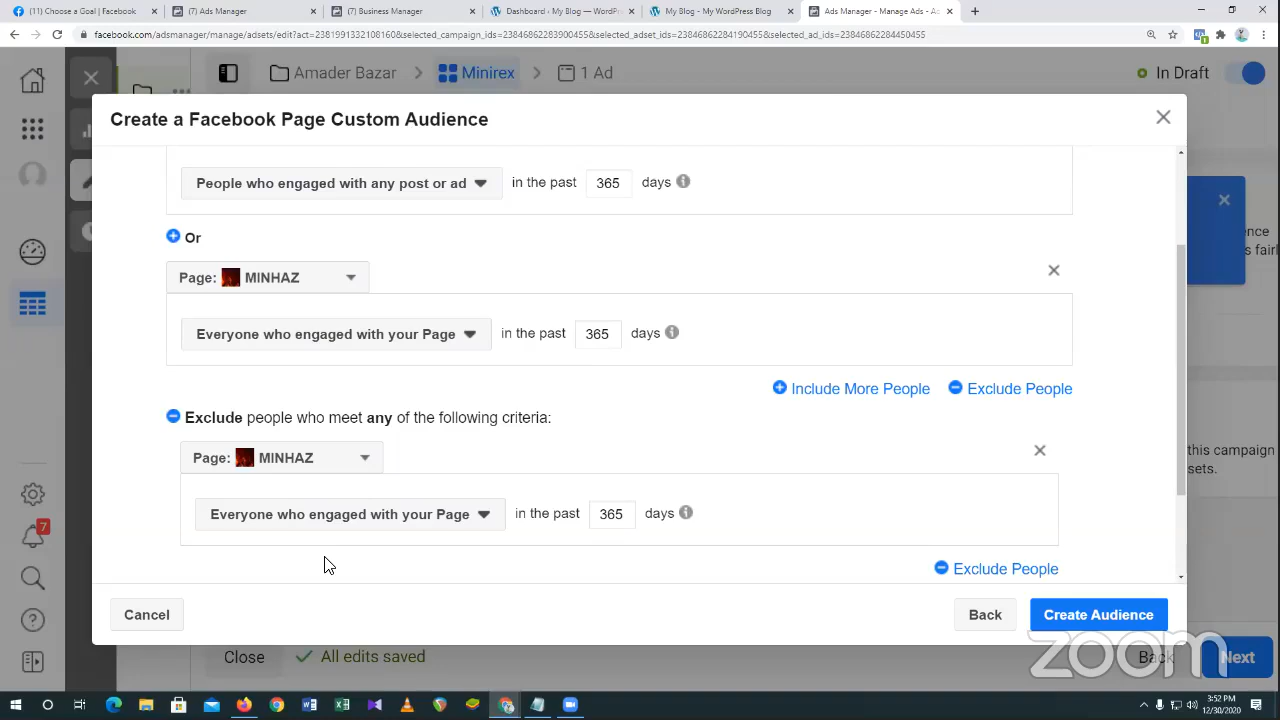 (11) Choose a Goal | Facebook
(7) Ads Manager
(7) Business Manager
Dashboard ‹ My Blog — WordPr
My Blog - My WordPress Blog
Ads Manager - Manage Ads - A
facebook.com/adsmanager/manage/adsets/edit?act=2381991332108160&selected_campaign_ids=23846862283900455&selected_adset_ids=23846862284190455&selected_ad_ids=23846862284450455
Amader Bazar
Minirex
1 Ad
In Draft
Create a Facebook Page Custom Audience
People who engaged with any post or ad
in the past
365
days
Or
Page: MINHAZ
Everyone who engaged with your Page
in the past
365
days
Include More People
Exclude People
Exclude people who meet any of the following criteria:
Page: MINHAZ
Everyone who engaged with your Page
in the past
365
days
Exclude People
Cancel
Back
Create Audience
ence
s fairl
this campaign
sets.
7
Close
All edits saved
Back
Next
zoom
3:52 PM
12/30/2020